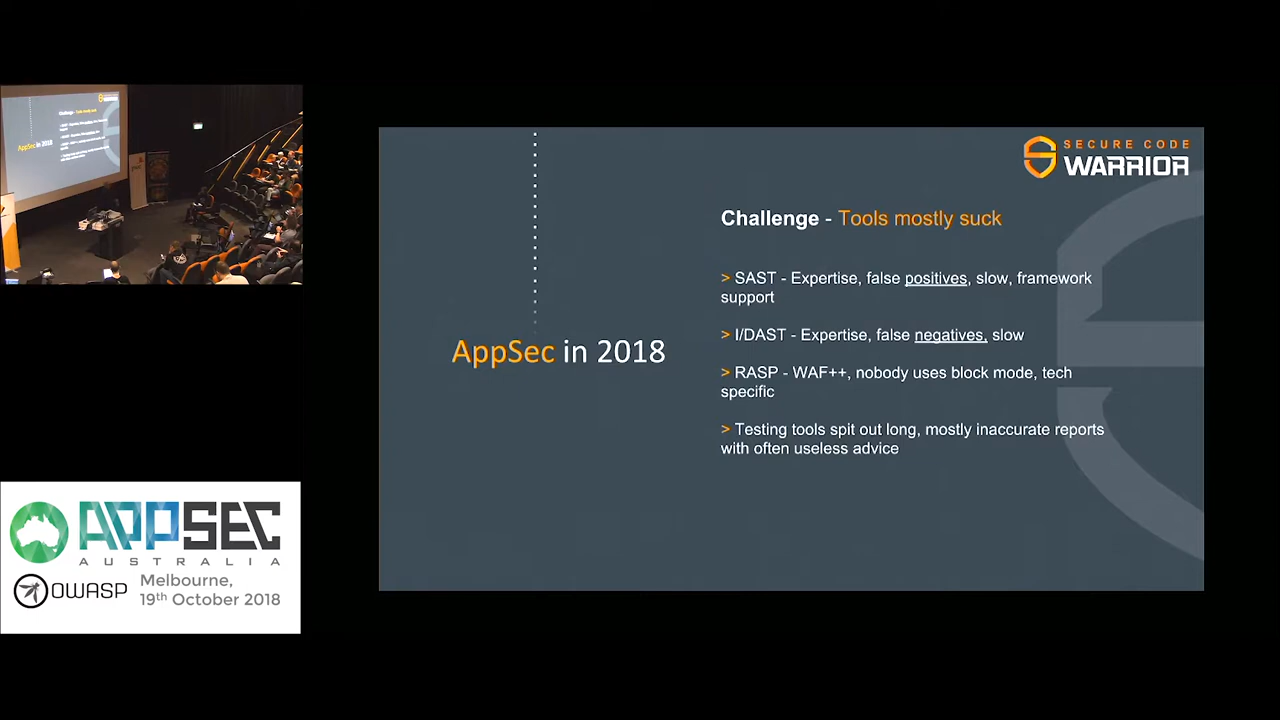 SECURE CODE
WARRIOR
Challenge - Tools mostly suck
> SAST - Expertise, false positives, slow, framework
support
> I/DAST - Expertise, false negatives, slow
> RASP - WAF++, nobody uses block mode, tech
specific
> Testing tools spit out long, mostly inaccurate reports
with often useless advice
AppSec in 2018
APPSEC
AUSTRALIA
OWASP
Melbourne,
19th October 2018